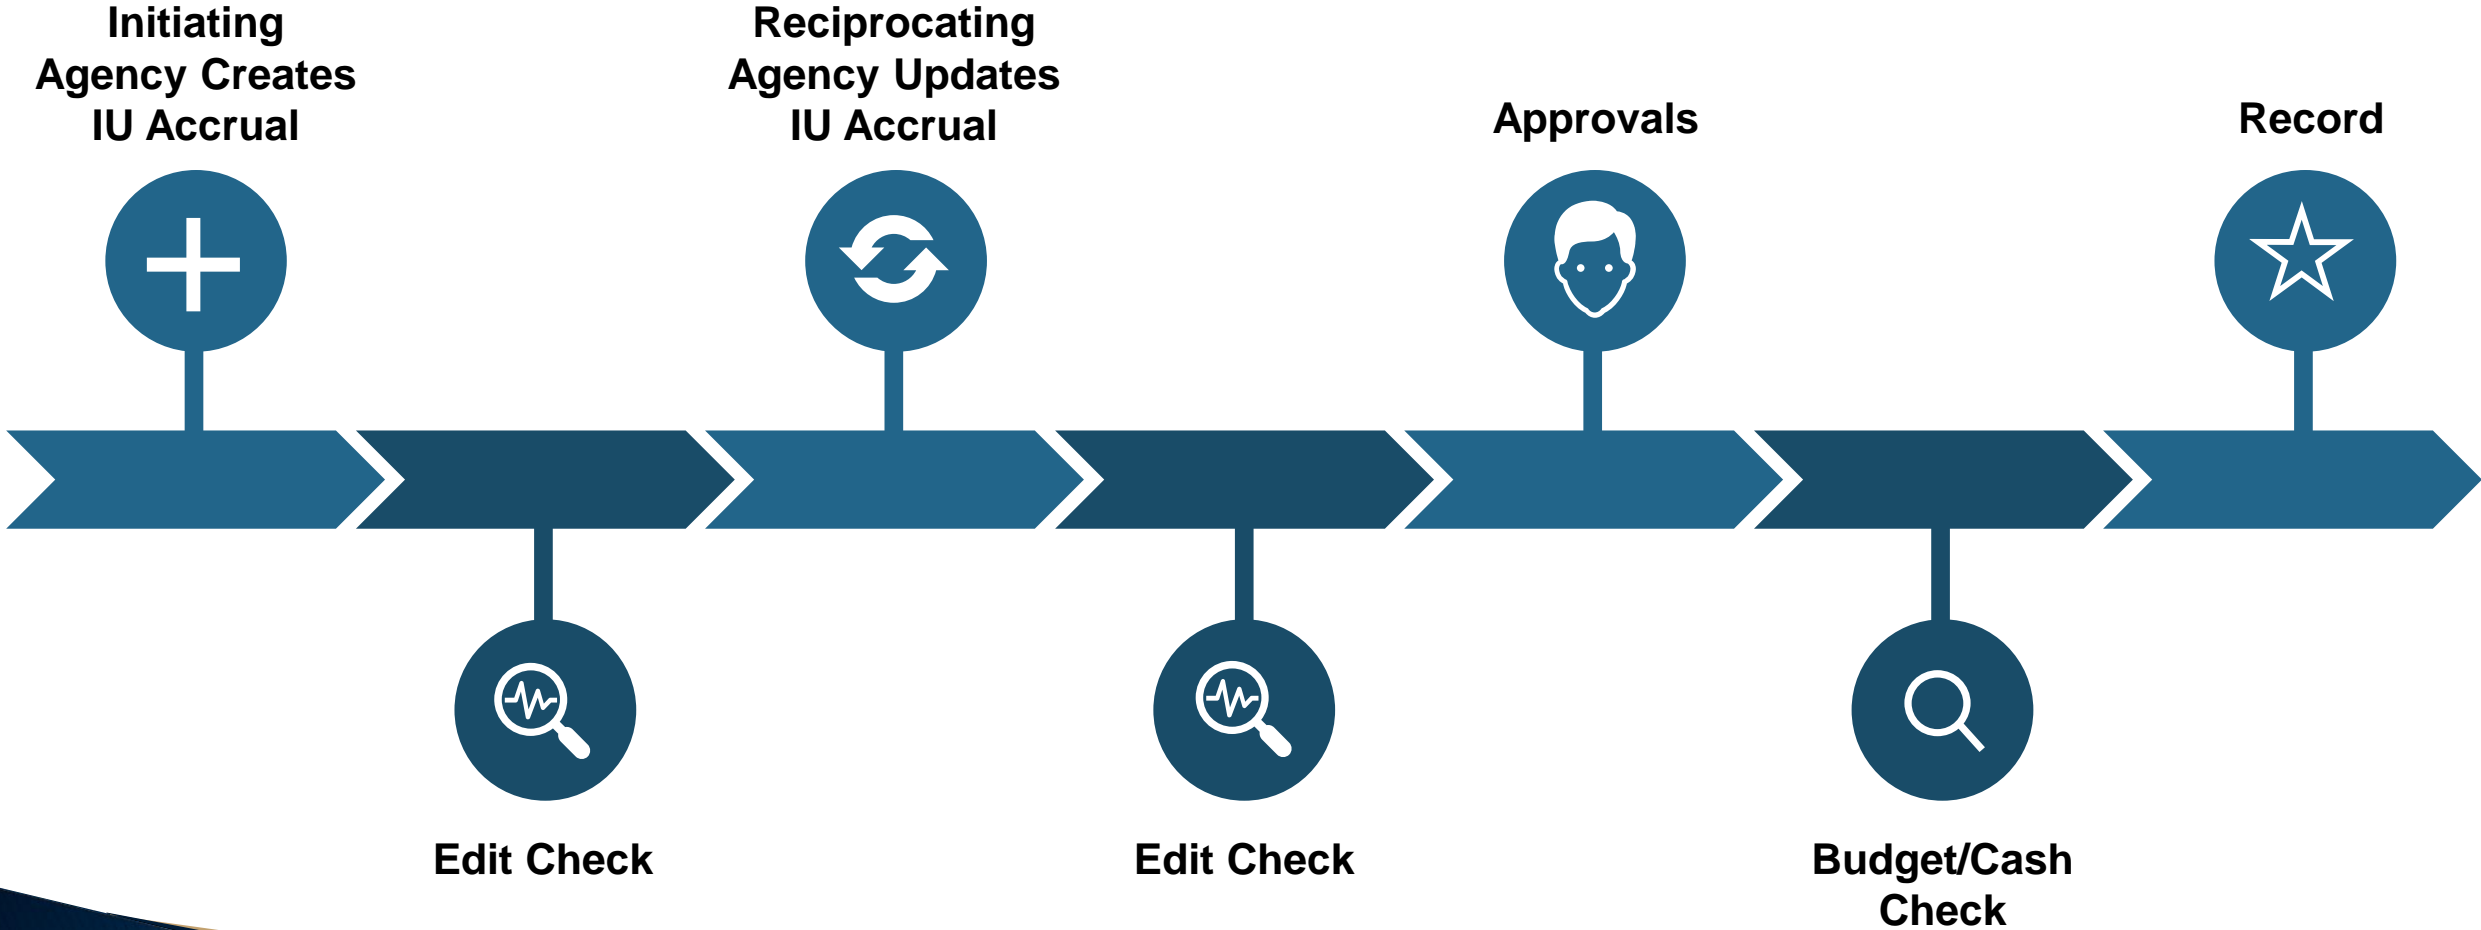 Initiating
Agency Creates
IU Accrual
Edit Check
Reciprocating
Agency Updates
IU Accrual
Edit Check
Approvals
Budget/Cash
Check
Record